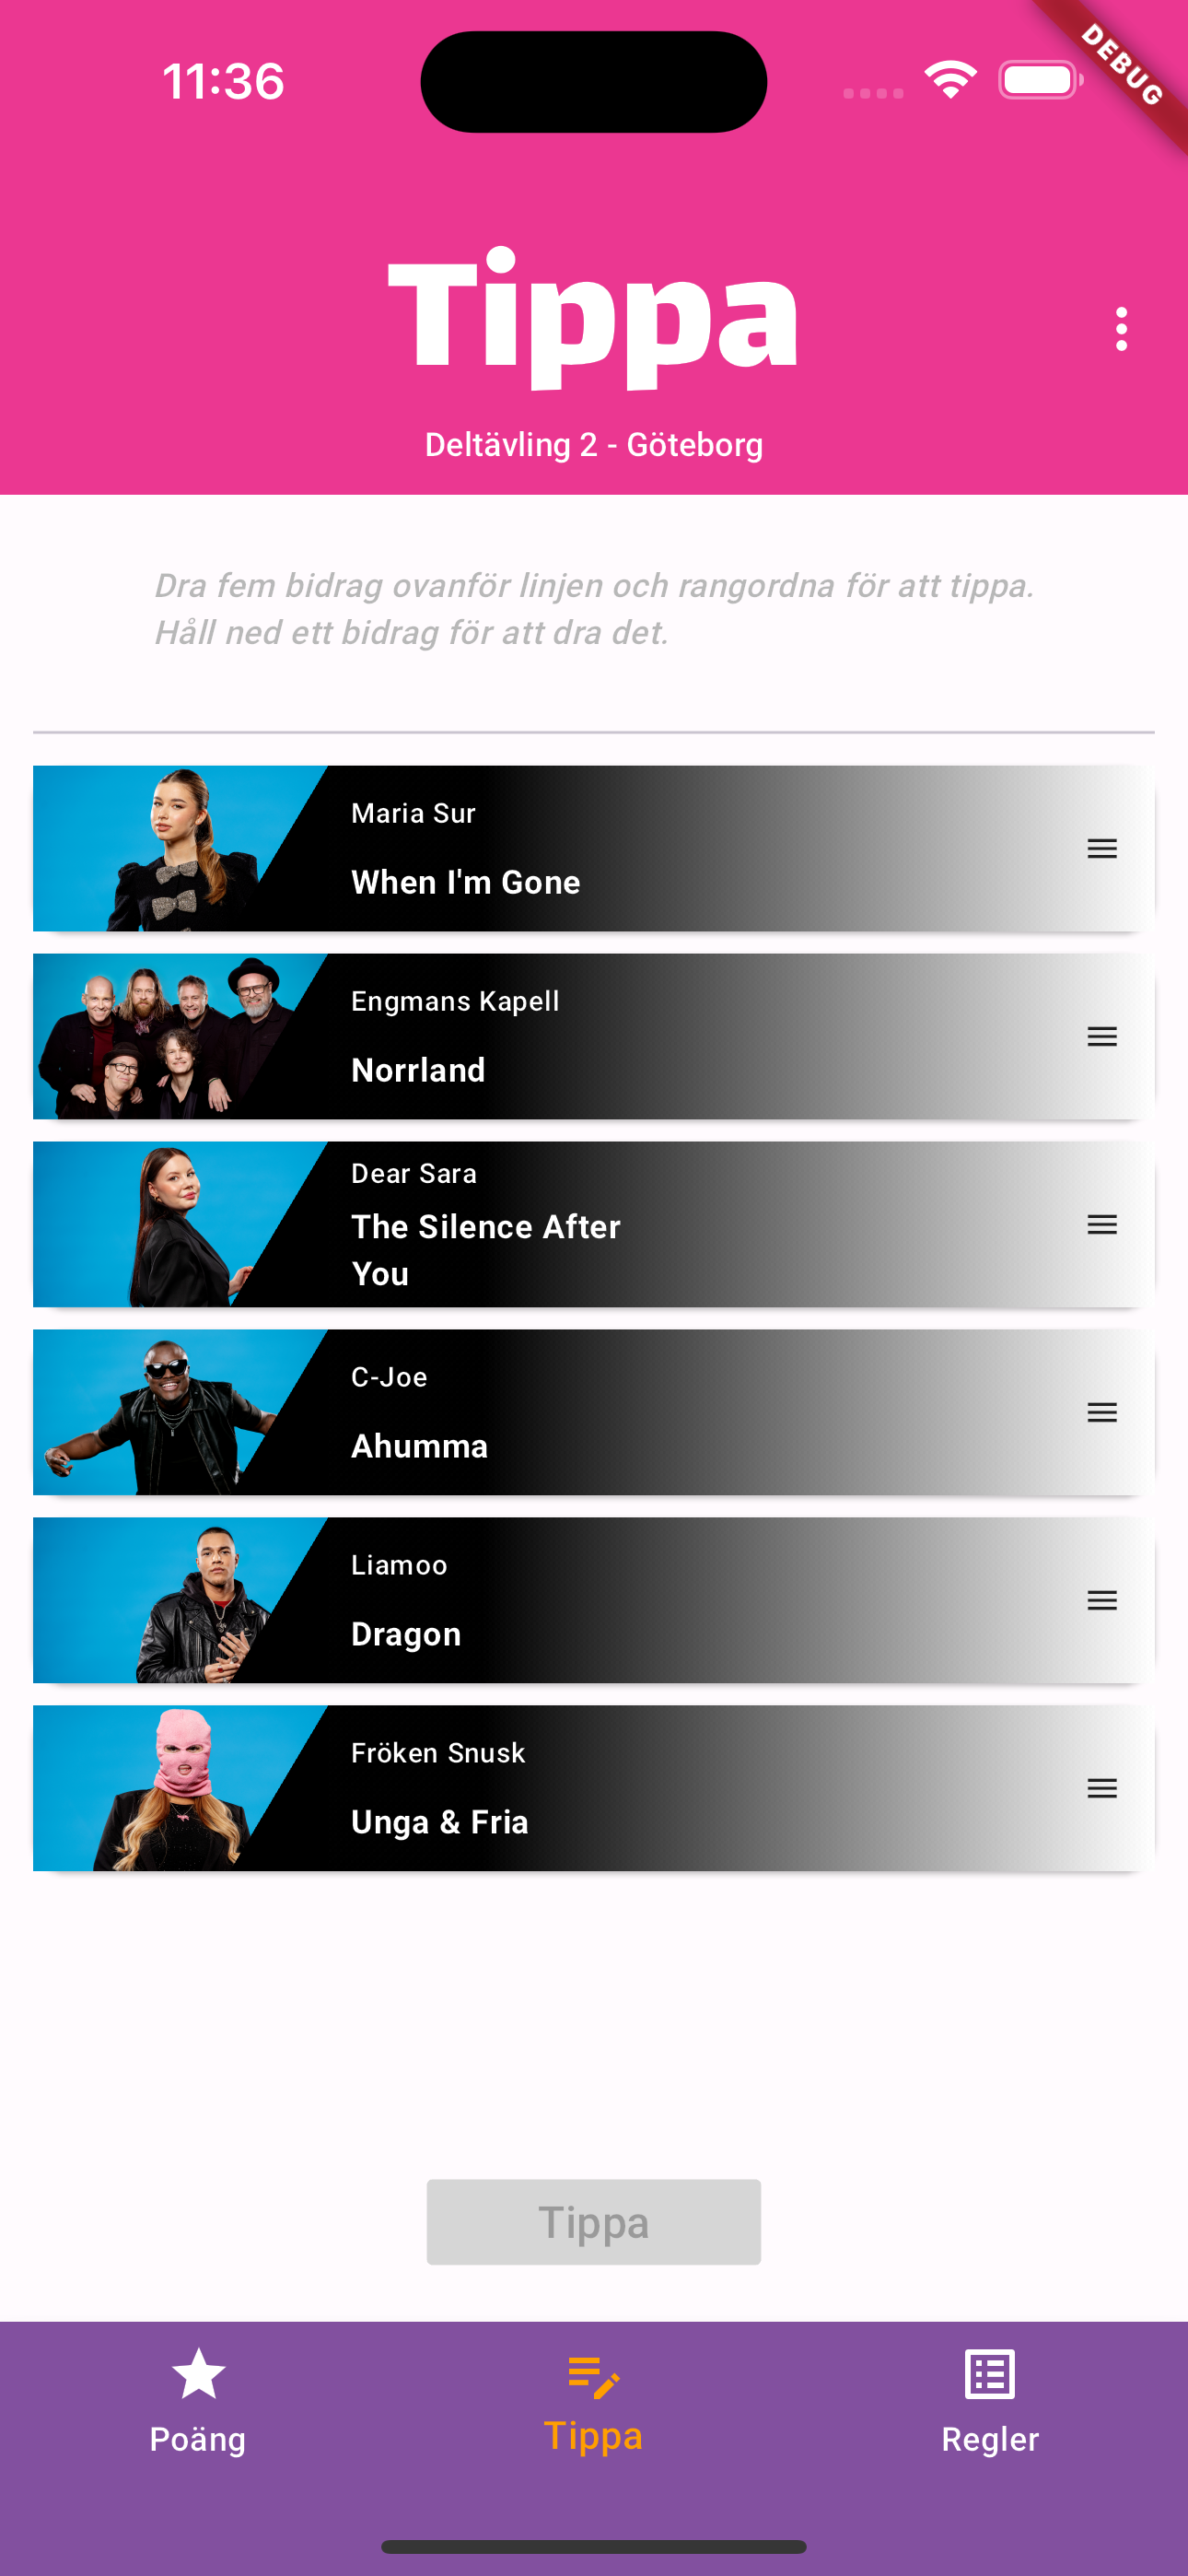 11:36
DEBUG
Tippa
Deltävling 2 - Göteborg
Dra fem bidrag ovanför linjen och rangordna för att tippa.
Håll ned ett bidrag för att dra det.
Maria Sur
When I'm Gone
Engmans Kapell
Norrland
Dear Sara
The Silence After
You
C-Joe
Ahumma
Liamoo
Dragon
Fröken Snusk
Unga & Fria
Tippa
Poäng
Tippa
Regler